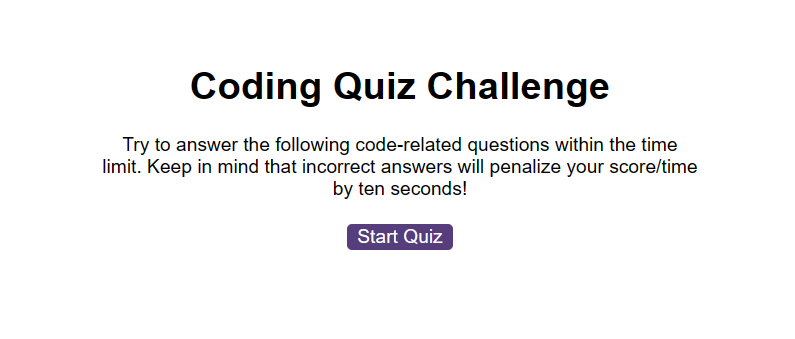 Coding Quiz Challenge
Try to answer the following code-related questions within the time
limit. Keep in mind that incorrect answers will penalize your score/time
by ten seconds!
Start Quiz